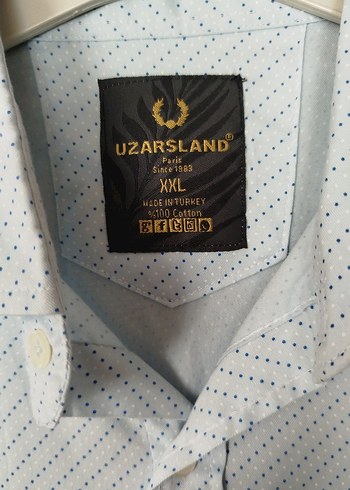 UZARSLAND®
Paris
Since 1983
XXL
MADE IN TURKEY
%100 Cotton